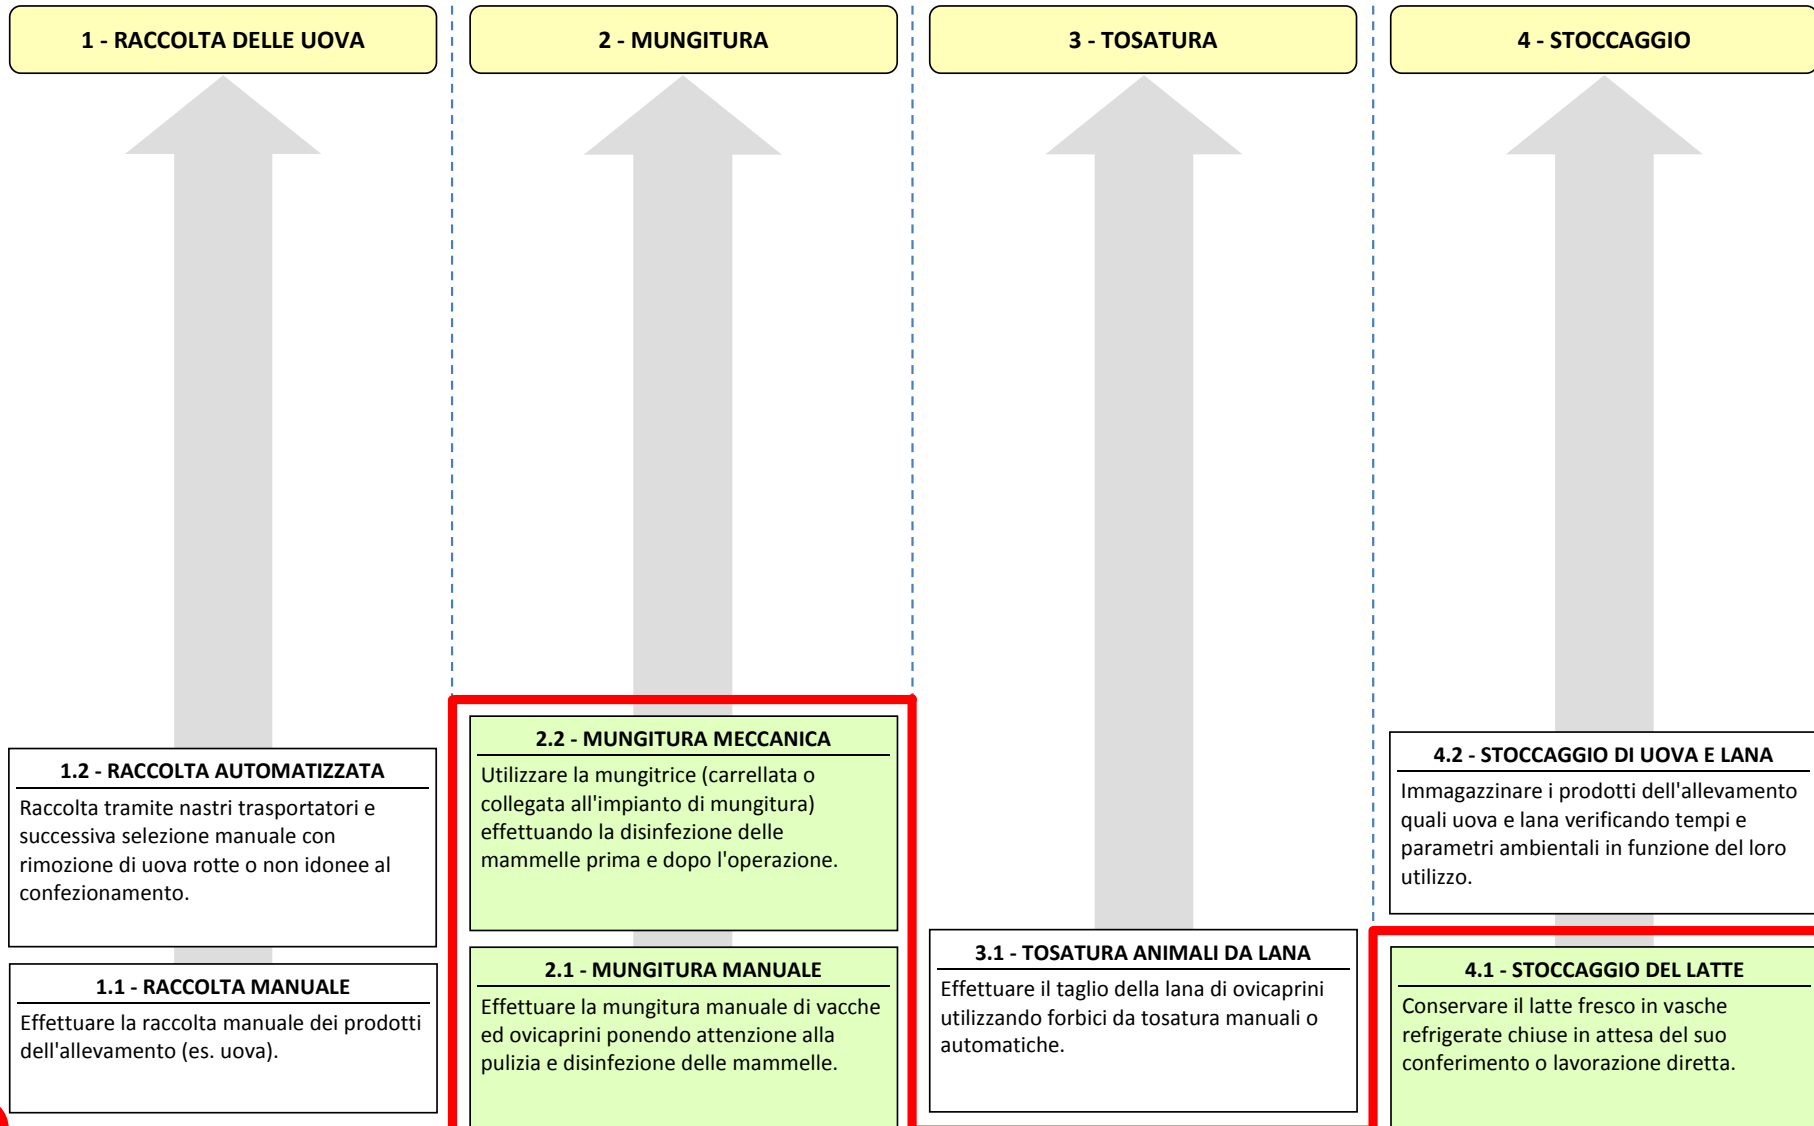 1 - RACCOLTA DELLE UOVA
2 - MUNGITURA
3 - TOSATURA
4 - STOCCAGGIO
1.2 - RACCOLTA AUTOMATIZZATA
Raccolta tramite nastri trasportatori e
successiva selezione manuale con
rimozione di uova rotte o non idonee al
confezionamento.
1.1 - RACCOLTA MANUALE
Effettuare la raccolta manuale dei prodotti
dell'allevamento (es. uova).
2.2 - MUNGITURA MECCANICA
Utilizzare la mungitrice (carrellata o
collegata all'impianto di mungitura)
effettuando la disinfezione delle
mammelle prima e dopo l'operazione.
2.1 - MUNGITURA MANUALE
Effettuare la mungitura manuale di vacche
ed ovicaprini ponendo attenzione alla
pulizia e disinfezione delle mammelle.
3.1 - TOSATURA ANIMALI DA LANA
Effettuare il taglio della lana di ovicaprini
utilizzando forbici da tosatura manuali o
automatiche.
4.2 - STOCCAGGIO DI UOVA E LANA
Immagazzinare i prodotti dell'allevamento
quali uova e lana verificando tempi e
parametri ambientali in funzione del loro
utilizzo.
4.1 - STOCCAGGIO DEL LATTE
Conservare il latte fresco in vasche
refrigerate chiuse in attesa del suo
conferimento o lavorazione diretta.